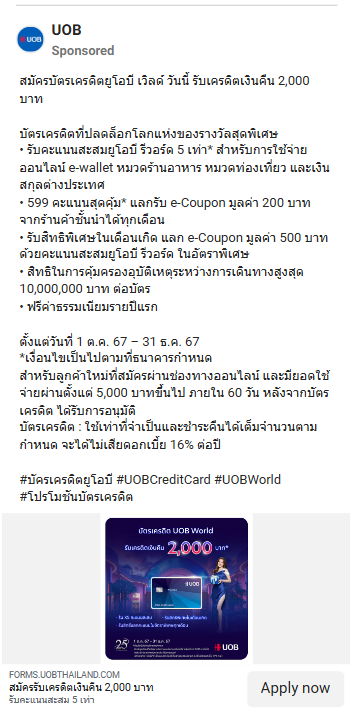 UOB
Sponsored
สมัครบัตรเครดิตยูโอบี เวิลด์ วันนี้ รับเครดิตเงินคืน 2,000
บาท
บัตรเครดิตที่ปลดล็อกโลกแห่งของรางวัลสุดพิเศษ
• รับคะแนนสะสมยูโอบี รีวอร์ด 5 เท่า* สำหรับการใช้จ่าย
ออนไลน์ e-wallet หมวดร้านอาหาร หมวดท่องเที่ยว และเงิน
สกุลต่างประเทศ
• 599 คะแนนสุดคุ้ม* แลกรับ e-Coupon มูลค่า 200 บาท
จากร้านค้าชั้นนำได้ทุกเดือน
• รับสิทธิพิเศษในเดือนเกิด แลก e-Coupon มูลค่า 500 บาท
ด้วยคะแนนสะสมยูโอบี รีวอร์ด ในอัตราพิเศษ
• สิทธิในการคุ้มครองอุบัติเหตุระหว่างการเดินทางสูงสุด
10,000,000 บาท ต่อบัตร
• ฟรีค่าธรรมเนียมรายปีแรก
ตั้งแต่วันที่ 1 ต.ค. 67 – 31 ธ.ค. 67
*เงื่อนไขเป็นไปตามที่ธนาคารกำหนด
สำหรับลูกค้าใหม่ที่สมัครผ่านช่องทางออนไลน์ และมียอดใช้
จ่ายผ่านตั้งแต่ 5,000 บาทขึ้นไป ภายใน 60 วัน หลังจากบัตร
เครดิต ได้รับการอนุมัติ
บัตรเครดิต : ใช้เท่าที่จำเป็นและชำระคืนได้เต็มจำนวนตาม
กำหนด จะได้ไม่เสียดอกเบี้ย 16% ต่อปี
#บัครเครดิตยูโอบี #UOBCreditCard #UOBWorld
#โปรโมชันบัตรเครดิต
บัตรเครดิต UOB World
รับเครดิตเงินคืน 2,000 บาท*
UOB
25
1 ต.ค. 67 – 31 ธ.ค. 67
UOB
FORMS.UOBTHAILAND.COM
สมัครรับเครดิตเงินคืน 2,000 บาท
รับคะแนนสะสม 5 เท่า
Apply now